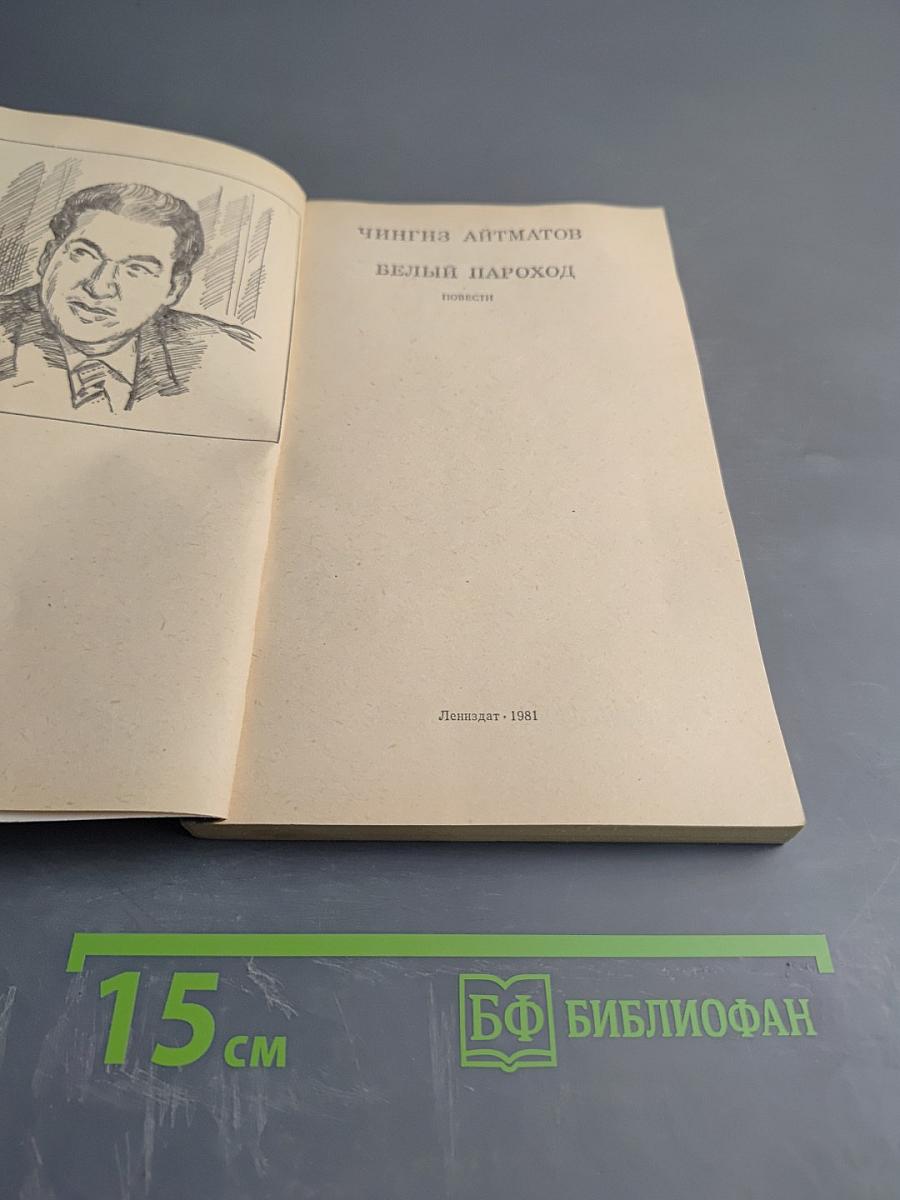 ЧИНГИЗ АЙТМАТОВ
БЕЛЫЙ ПАРОХОД
ПОВЕСТИ
Лениздат • 1981
15 см
БФ БИБЛИОФАН